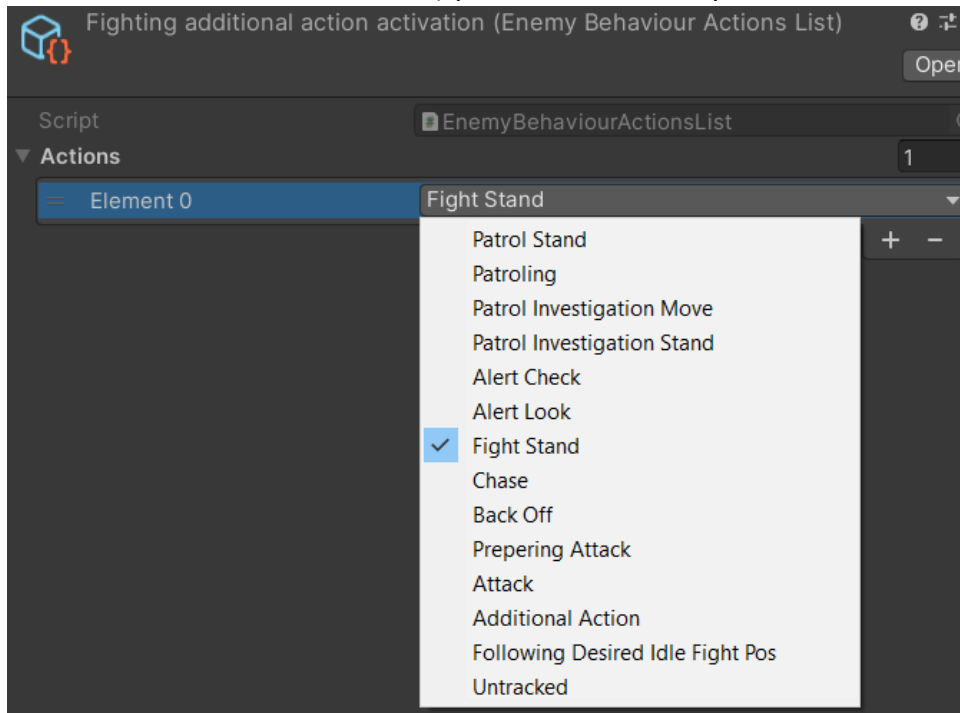 Fighting additional action activation (Enemy Behaviour Actions List)
Script EnemyBehaviourActionsList
Actions 1
Element 0 Fight Stand
Patrol Stand
Patroling
Patrol Investigation Move
Patrol Investigation Stand
Alert Check
Alert Look
Fight Stand
Chase
Back Off
Prepering Attack
Attack
Additional Action
Following Desired Idle Fight Pos
Untracked